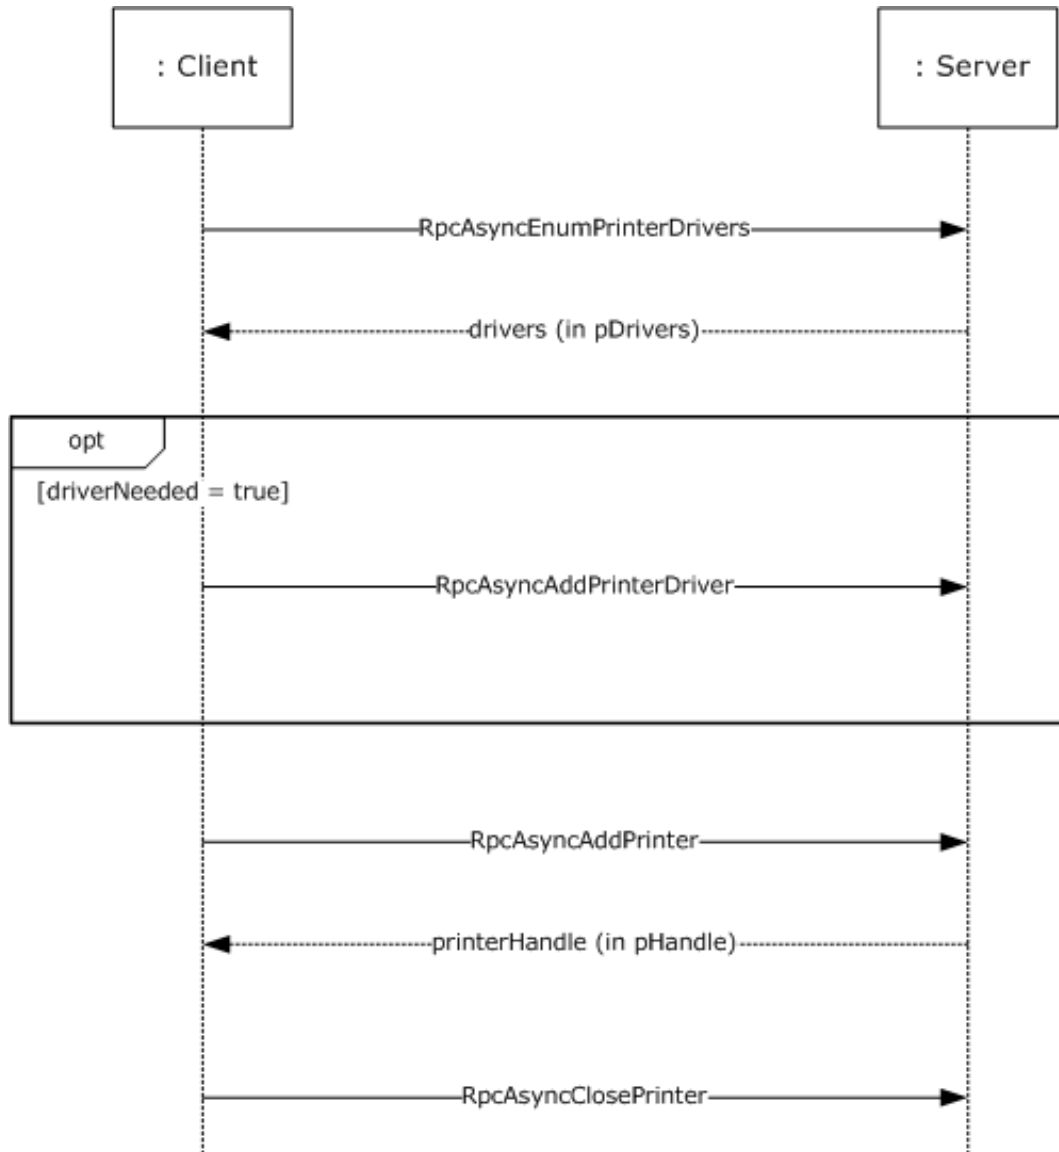 : Client
: Server
RpcAsyncEnumPrinterDrivers
drivers (in pDrivers)
opt
[driverNeeded = true]
RpcAsyncAddPrinterDriver
RpcAsyncAddPrinter
printerHandle (in pHandle)
RpcAsyncClosePrinter